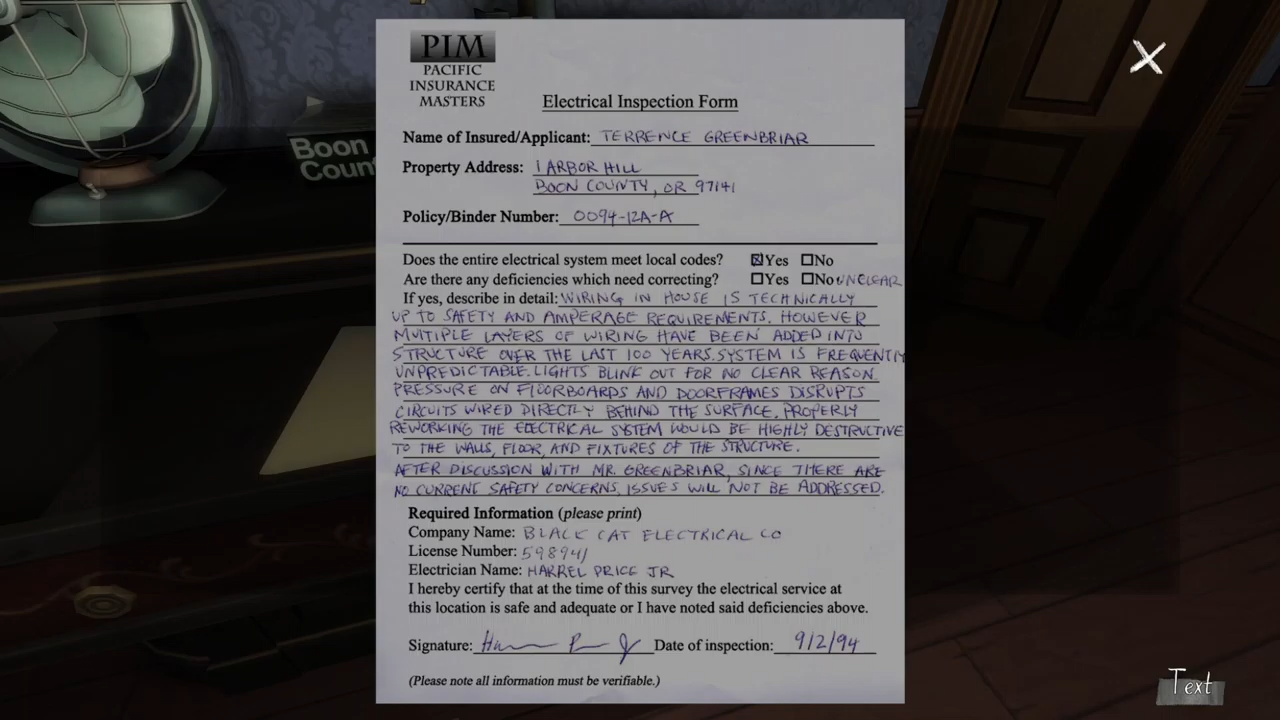 PIM
PACIFIC
INSURANCE
MASTERS
Electrical Inspection Form
Name of Insured/Applicant: TERRENCE GREENBRIAR
Property Address: 1 ARBOR HILL
BOON COUNTY, OR 97141
Policy/Binder Number: 0094-12A-A
Does the entire electrical system meet local codes? ☒Yes ☐No
Are there any deficiencies which need correcting? ☐Yes ☐No UNCLEAR
If yes, describe in detail: WIRING IN HOUSE IS TECHNICALLY
UP TO SAFETY AND AMPERAGE REQUIREMENTS. HOWEVER
MULTIPLE LAYERS OF WIRING HAVE BEEN ADDED INTO
STRUCTURE OVER THE LAST 100 YEARS. SYSTEM IS FREQUENTLY
UNPREDICTABLE. LIGHTS BLINK OUT FOR NO CLEAR REASON.
PRESSURE ON FLOORBOARDS AND DOORFRAMES DISRUPTS
CIRCUITS WIRED DIRECTLY BEHIND THE SURFACE. PROPERLY
REWORKING THE ELECTRICAL SYSTEM WOULD BE HIGHLY DESTRUCTIVE
TO THE WALLS, FLOOR, AND FIXTURES OF THE STRUCTURE.
AFTER DISCUSSION WITH MR. GREENBRIAR, SINCE THERE ARE
NO CURRENT SAFETY CONCERNS, ISSUES WILL NOT BE ADDRESSED.
Required Information (please print)
Company Name: BLACK CAT ELECTRICAL CO
License Number: 598941
Electrician Name: HARREL PRICE JR
I hereby certify that at the time of this survey the electrical service at
this location is safe and adequate or I have noted said deficiencies above.
Signature: Date of inspection: 9/2/94
(Please note all information must be verifiable.)
Boon
Coun
Text